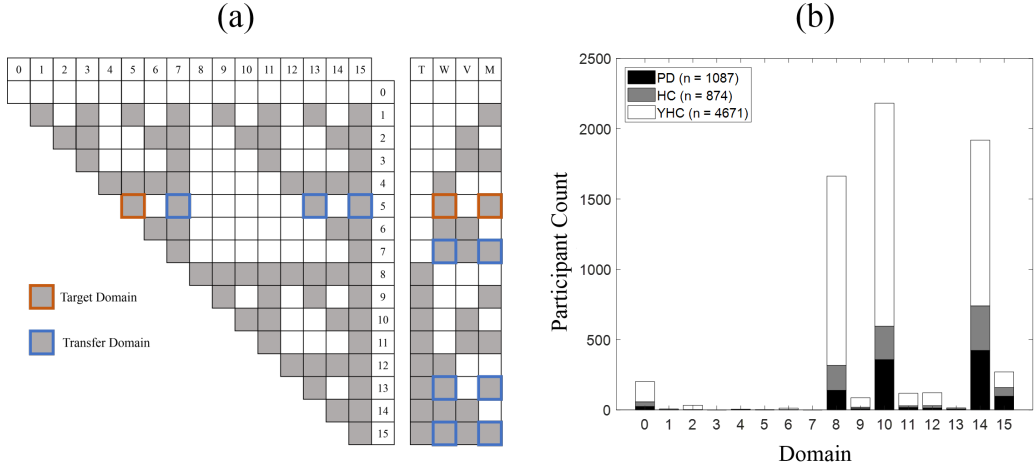 (a)
0 1 2 3 4 5 6 7 8 9 10 11 12 13 14 15
T W V M
0
1
2
3
4
5
6
7
8
9
10
11
12
13
14
15
Target Domain
Transfer Domain
(b)
2500
2000
1500
1000
500
0
Participant Count
PD (n = 1087)
HC (n = 874)
YHC (n = 4671)
0 1 2 3 4 5 6 7 8 9 10 11 12 13 14 15
Domain